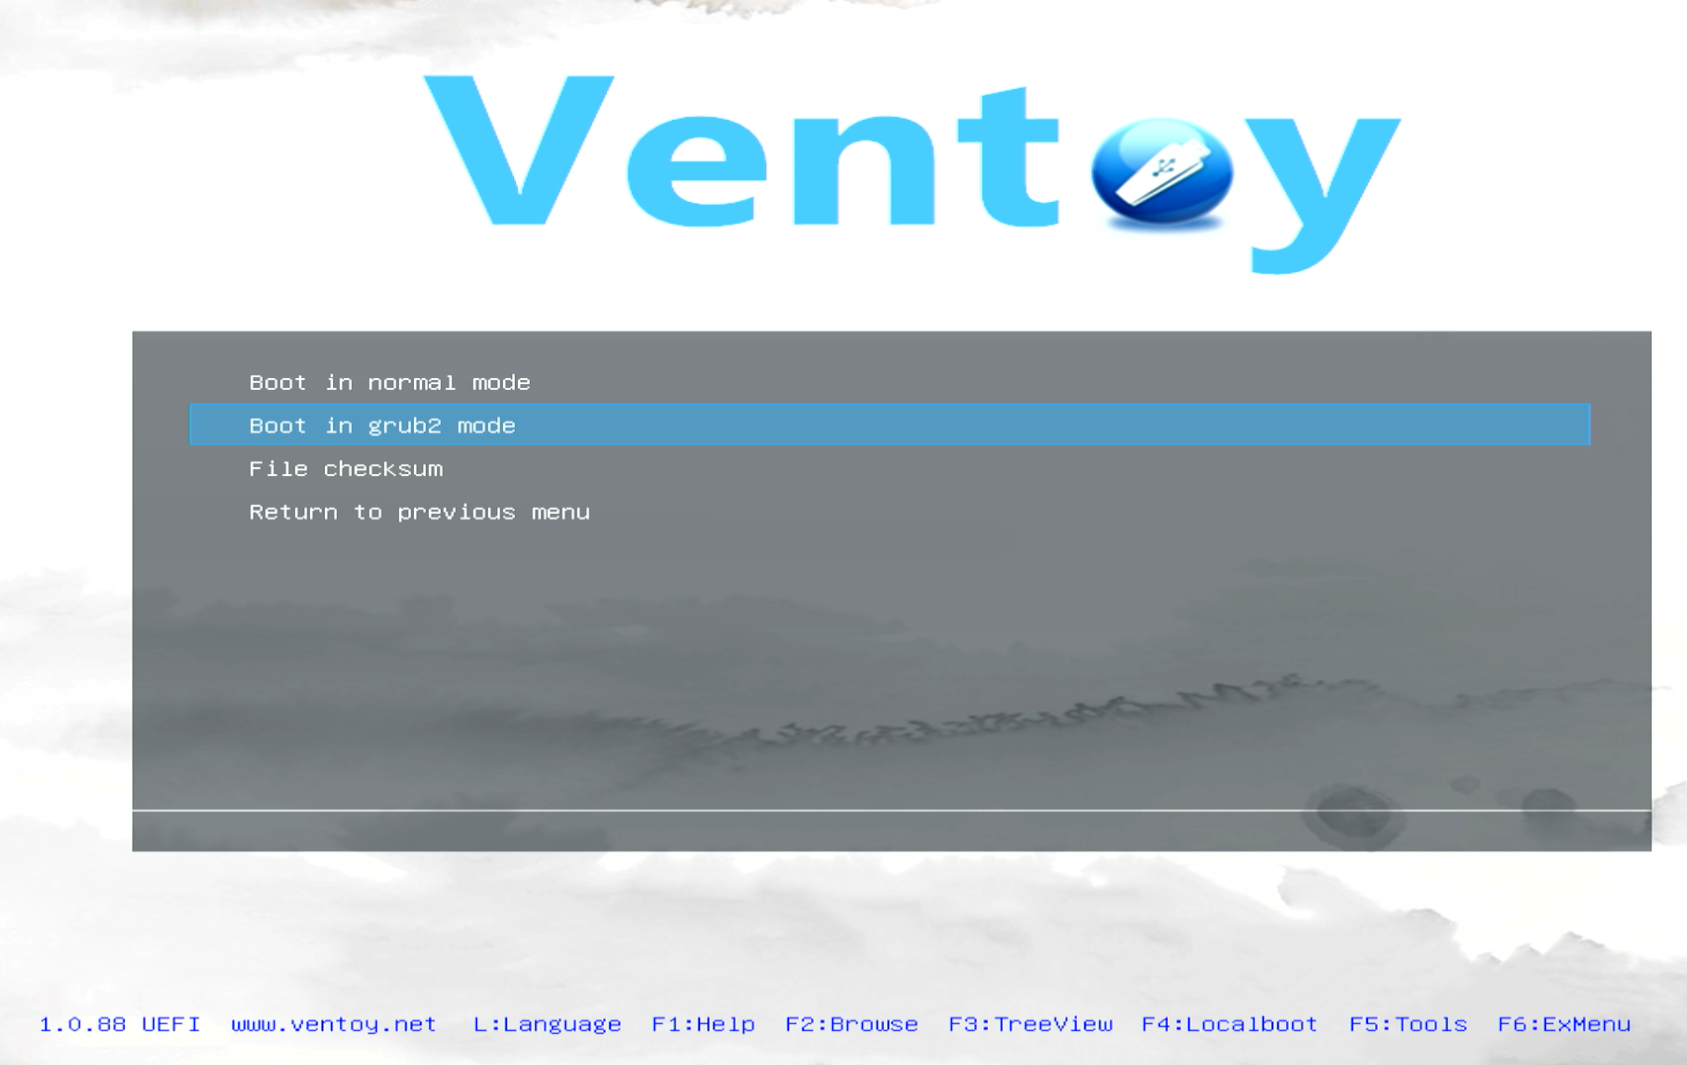 Ventoy
Boot in normal mode
Boot in grub2 mode
File checksum
Return to previous menu
1.0.88 UEFI www.ventoy.net L:Language F1:Help F2:Browse F3:TreeView F4:Localboot F5:Tools F6:ExMenu